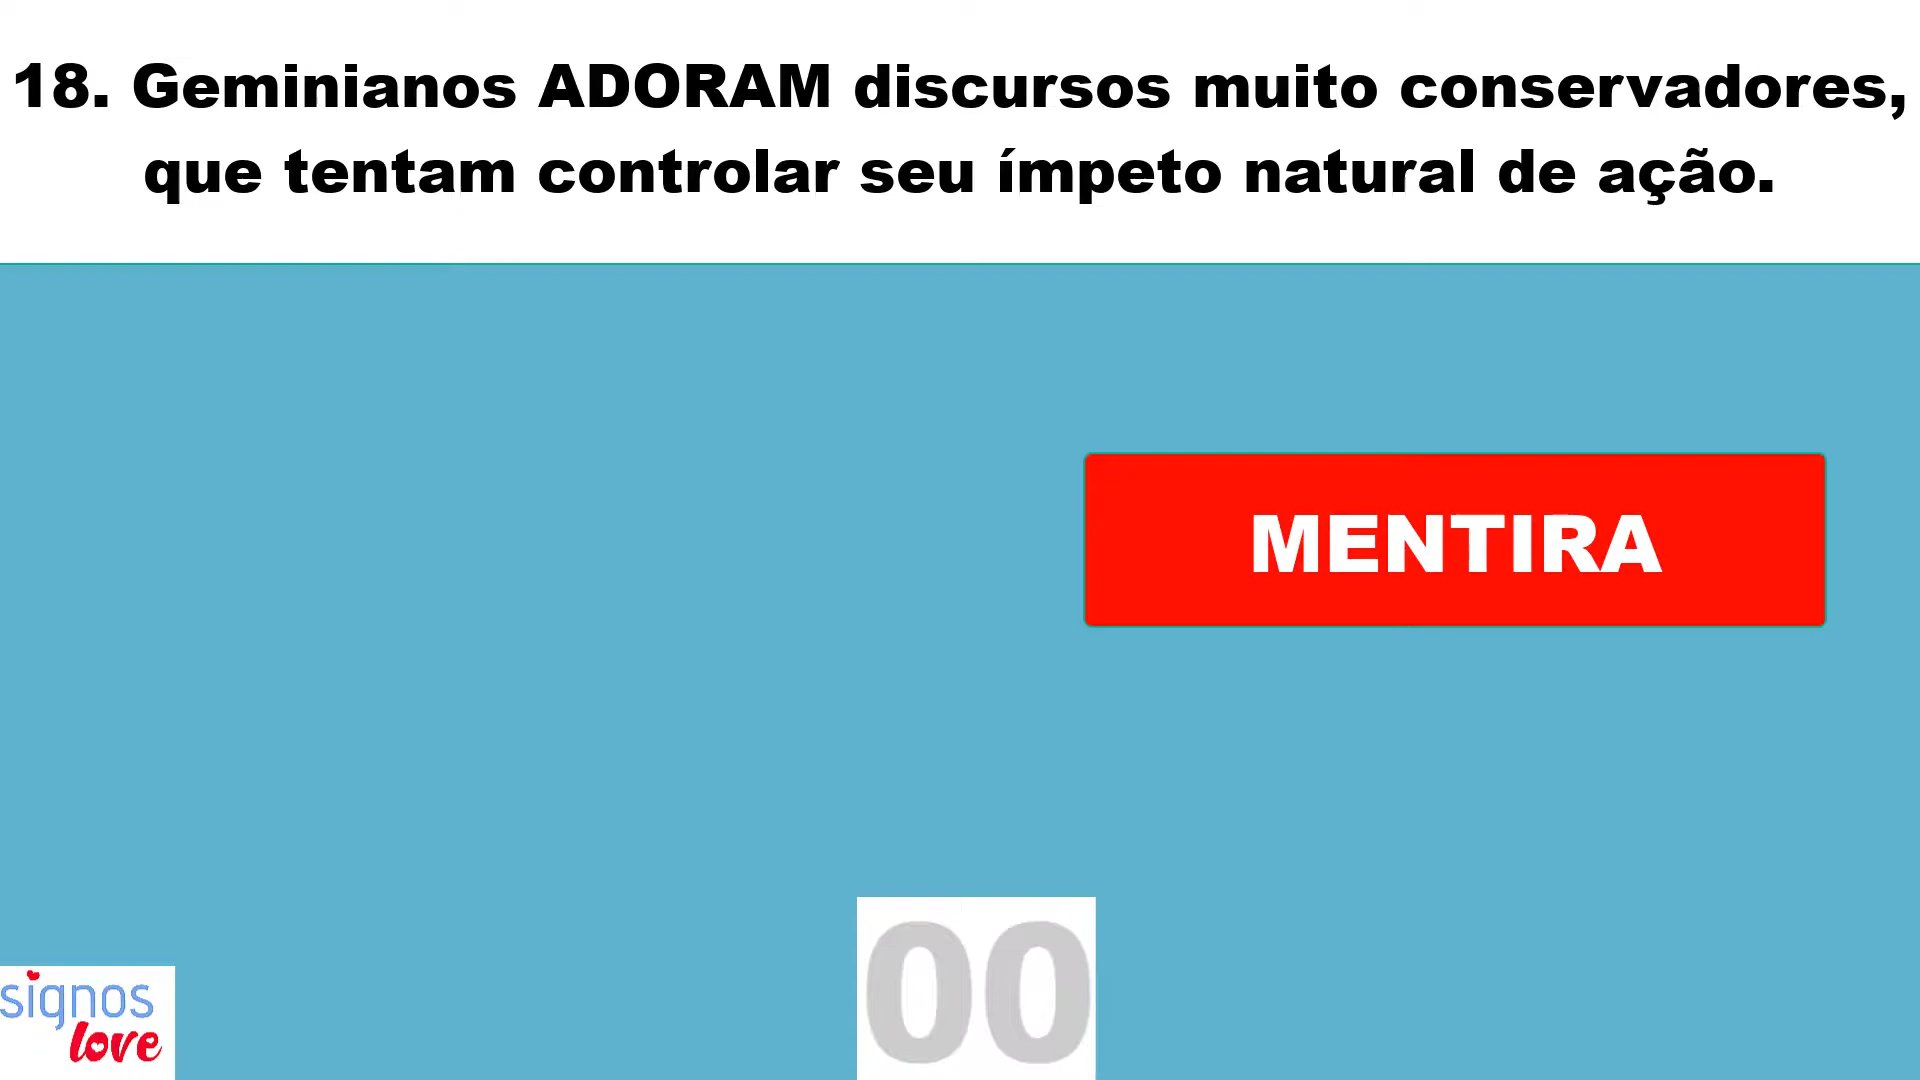 18. Geminianos ADORAM discursos muito conservadores,
que tentam controlar seu ímpeto natural de ação.
MENTIRA
00
signos
love